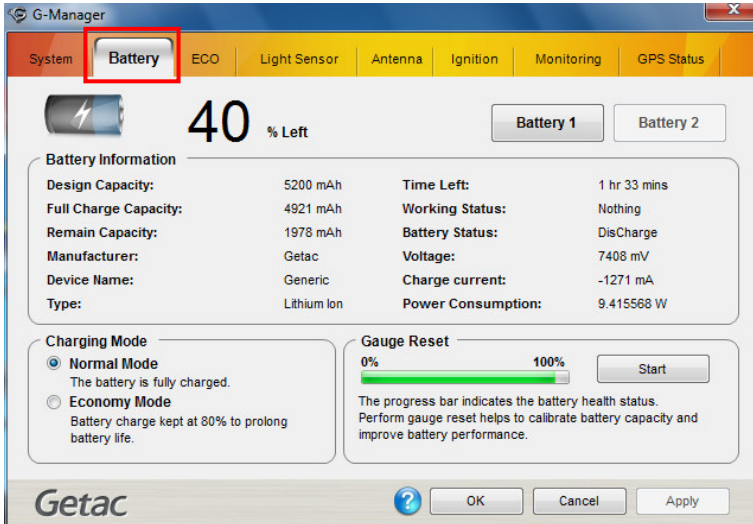 G-Manager
System Battery ECO Light Sensor Antenna Ignition Monitoring GPS Status
40 % Left Battery 1 Battery 2
Battery Information
Design Capacity: 5200 mAh Time Left: 1 hr 33 mins
Full Charge Capacity: 4921 mAh Working Status: Nothing
Remain Capacity: 1978 mAh Battery Status: DisCharge
Manufacturer: Getac Voltage: 7408 mV
Device Name: Generic Charge current: -1271 mA
Type: Lithium Ion Power Consumption: 9.415568 W
Charging Mode
Normal Mode
The battery is fully charged.
Economy Mode
Battery charge kept at 80% to prolong
battery life.
Gauge Reset
0% 100% Start
The progress bar indicates the battery health status.
Perform gauge reset helps to calibrate battery capacity and
improve battery performance.
Getac ? OK Cancel Apply